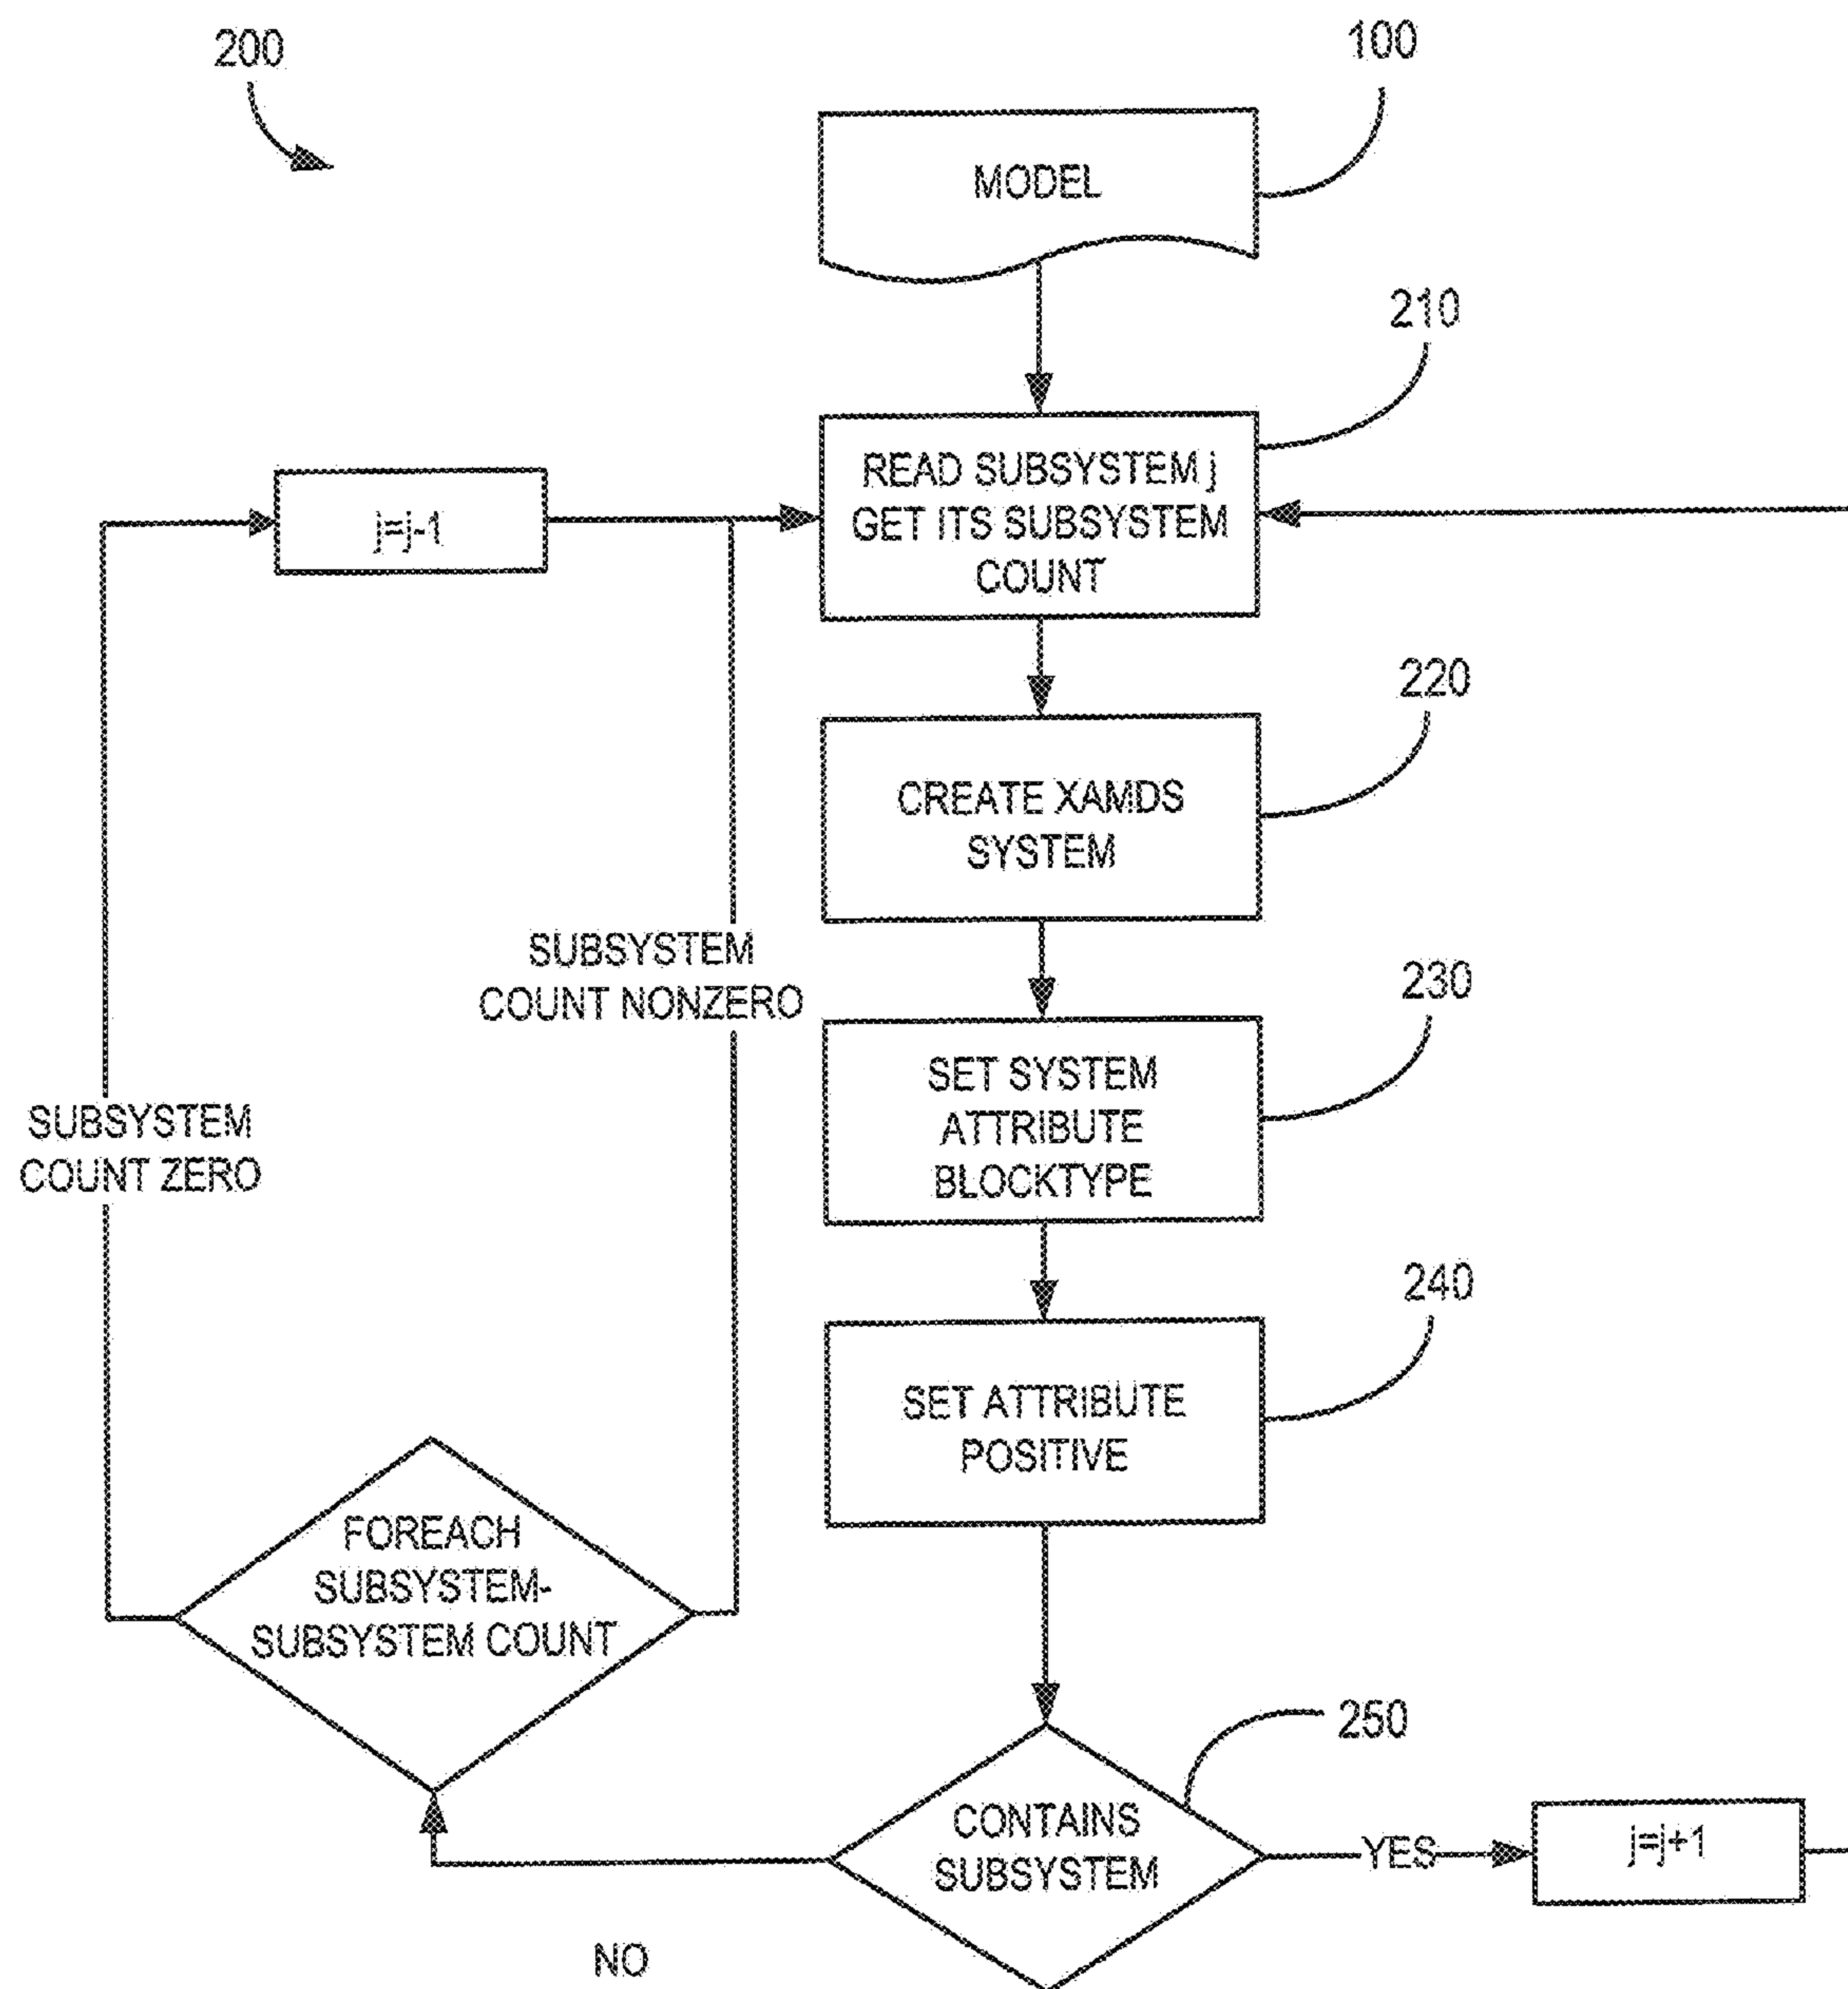 200
100
MODEL
210
READ SUBSYSTEM j
GET ITS SUBSYSTEM
COUNT
j=j-1
220
CREATE XAMDS
SYSTEM
SUBSYSTEM
COUNT NONZERO
230
SET SYSTEM
ATTRIBUTE
BLOCKTYPE
SUBSYSTEM
COUNT ZERO
240
SET ATTRIBUTE
POSITIVE
FOREACH
SUBSYSTEM-
SUBSYSTEM COUNT
250
CONTAINS
SUBSYSTEM
YES
j=j+1
NO